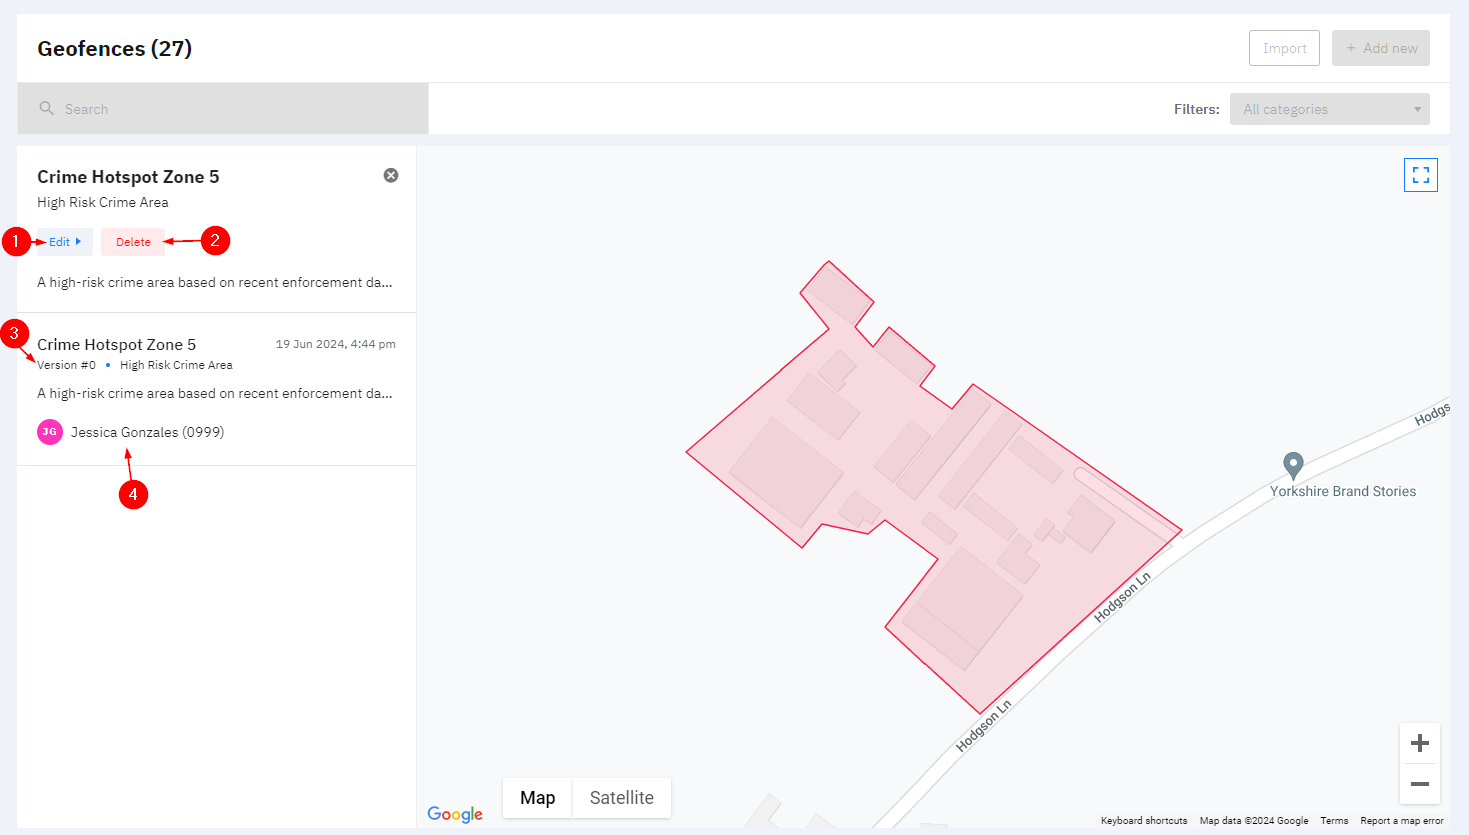 Geofences (27)
Import
+ Add new
Search
Filters:
All categories
Crime Hotspot Zone 5
High Risk Crime Area
1
Edit
Delete
2
A high-risk crime area based on recent enforcement da...
3
Crime Hotspot Zone 5
19 Jun 2024, 4:44 pm
Version #0 • High Risk Crime Area
A high-risk crime area based on recent enforcement da...
JG
Jessica Gonzales (0999)
4
Hodgs
Yorkshire Brand Stories
Hodgson Ln
Hodgson Ln
Map
Satellite
Google
Keyboard shortcuts
Map data ©2024 Google
Terms
Report a map error